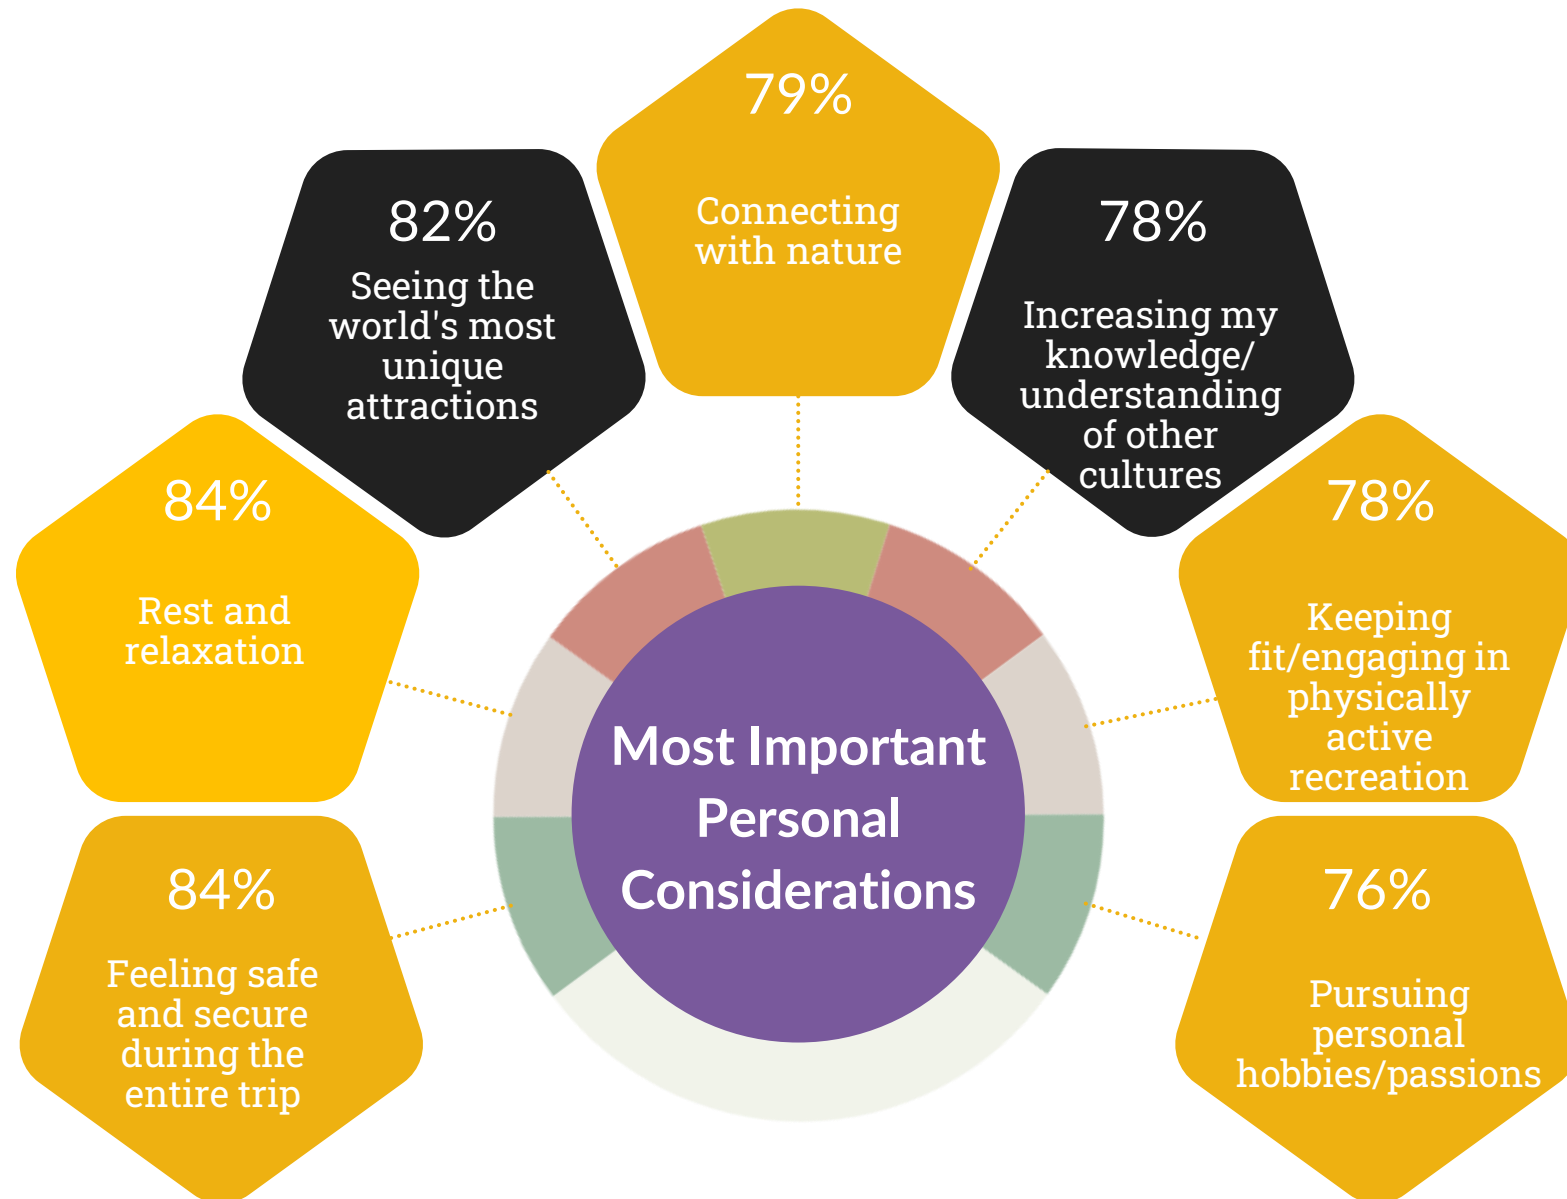 79%
Connecting
with nature
82%
Seeing the
world's most
unique
attractions
78%
Increasing my
knowledge/
understanding
of other
cultures
84%
Rest and
relaxation
78%
Keeping
fit/engaging in
physically
active
recreation
Most Important
Personal
Considerations
84%
Feeling safe
and secure
during the
entire trip
76%
Pursuing
personal
hobbies/passions